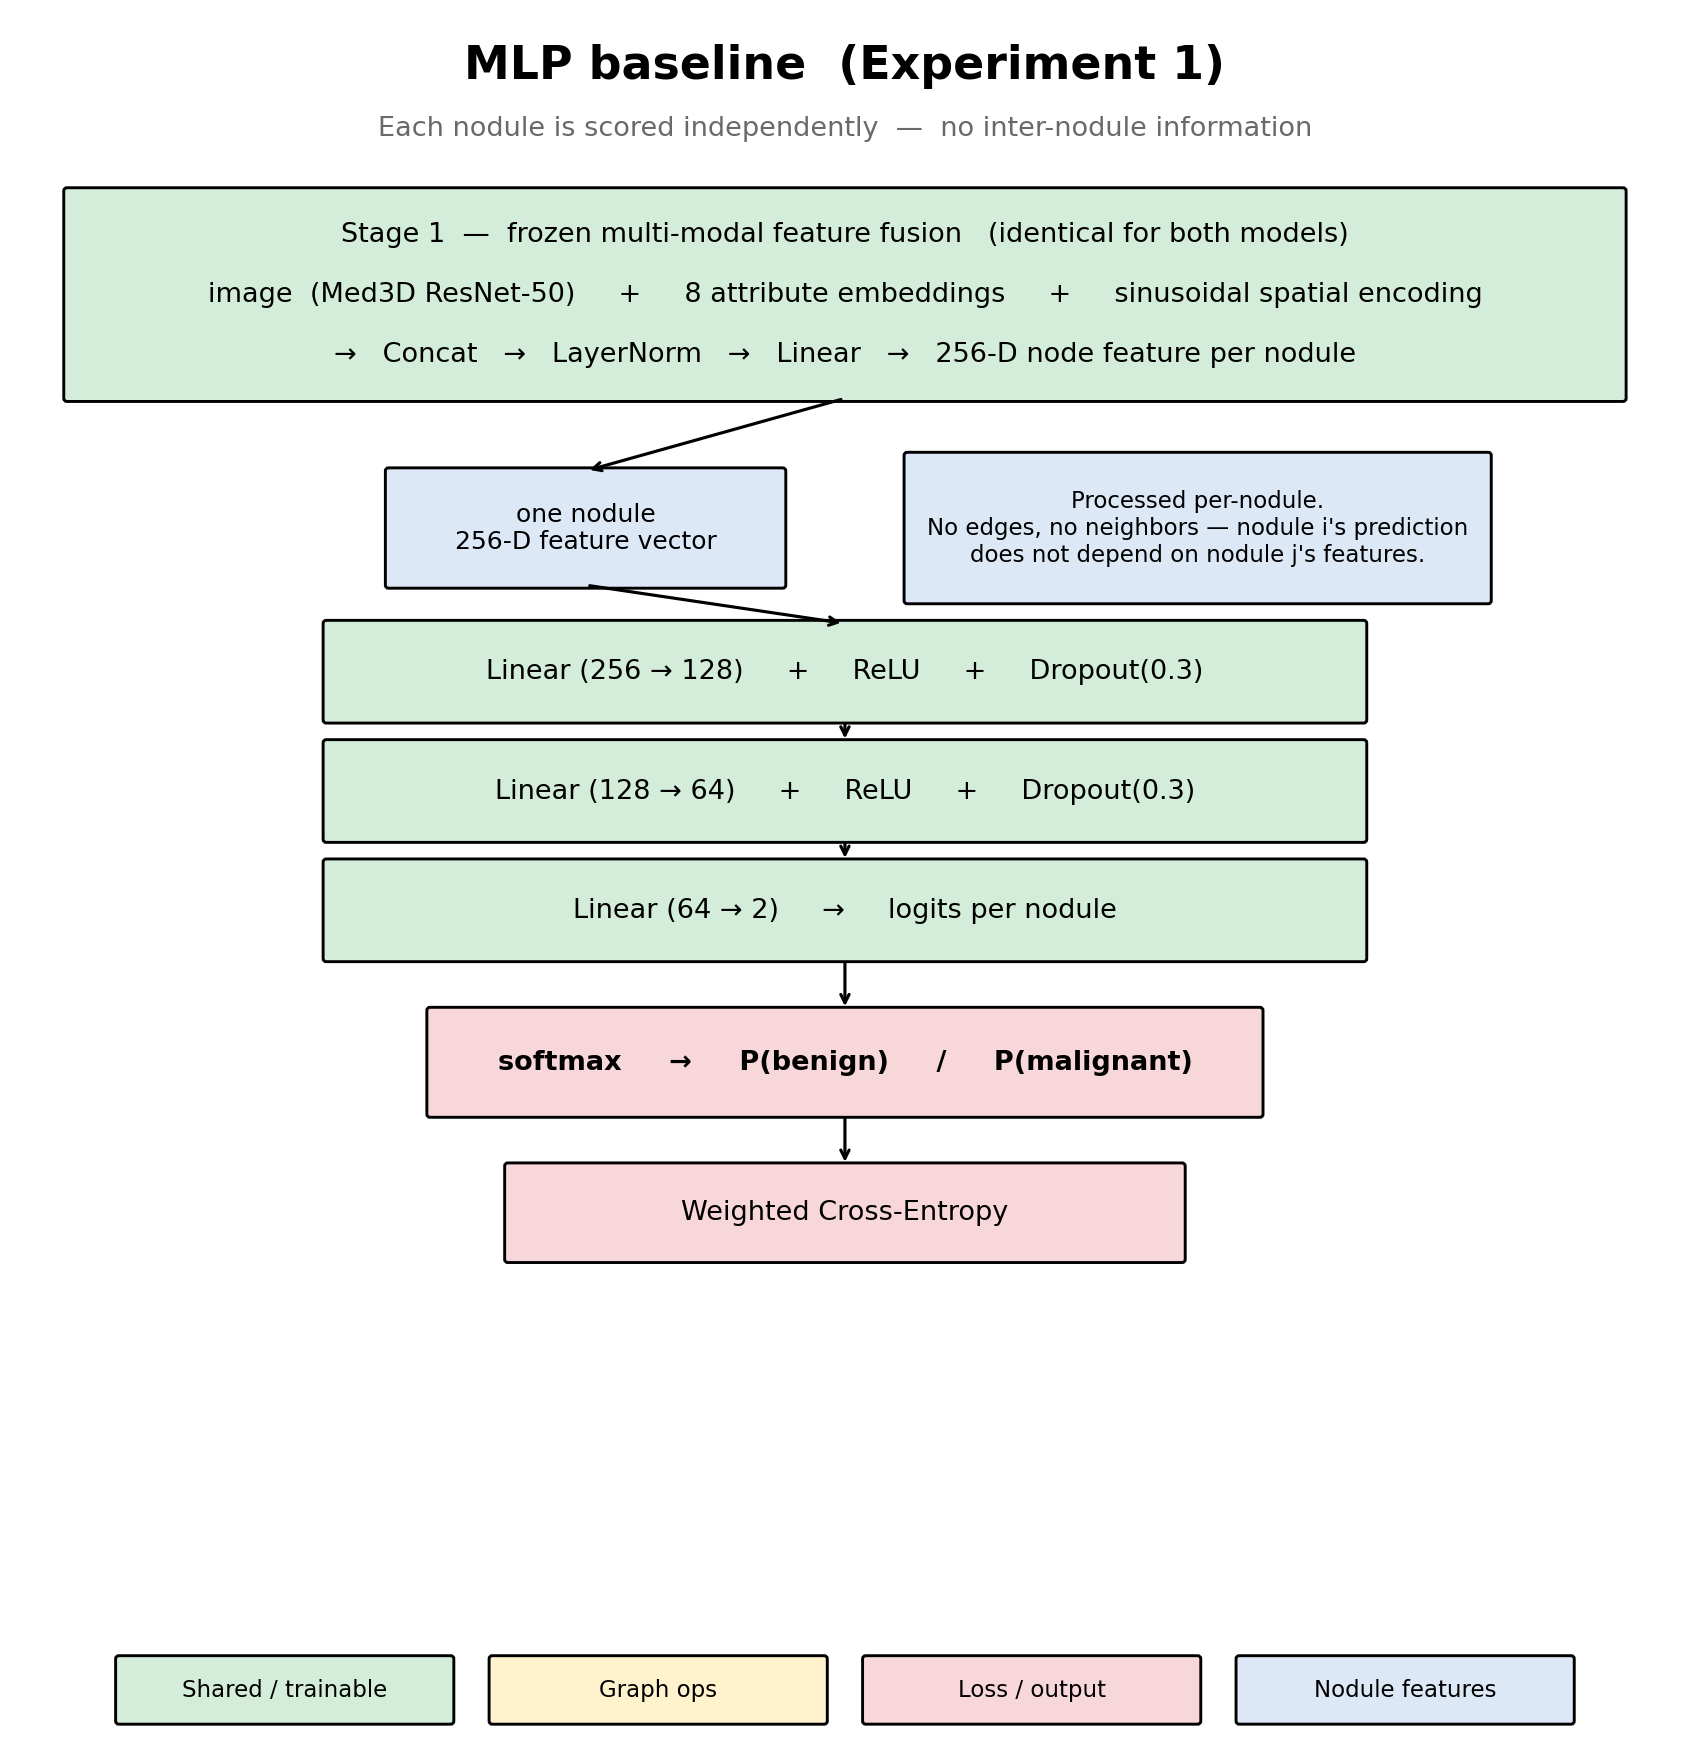 MLP baseline (Experiment 1)
Each nodule is scored independently — no inter-nodule information
Stage 1 — frozen multi-modal feature fusion (identical for both models)
image (Med3D ResNet-50) + 8 attribute embeddings + sinusoidal spatial encoding
→ Concat → LayerNorm → Linear → 256-D node feature per nodule
one nodule
256-D feature vector
Processed per-nodule.
No edges, no neighbors — nodule i's prediction
does not depend on nodule j's features.
Linear (256 → 128) + ReLU + Dropout(0.3)
Linear (128 → 64) + ReLU + Dropout(0.3)
Linear (64 → 2) → logits per nodule
softmax → P(benign) / P(malignant)
Weighted Cross-Entropy
Shared / trainable
Graph ops
Loss / output
Nodule features